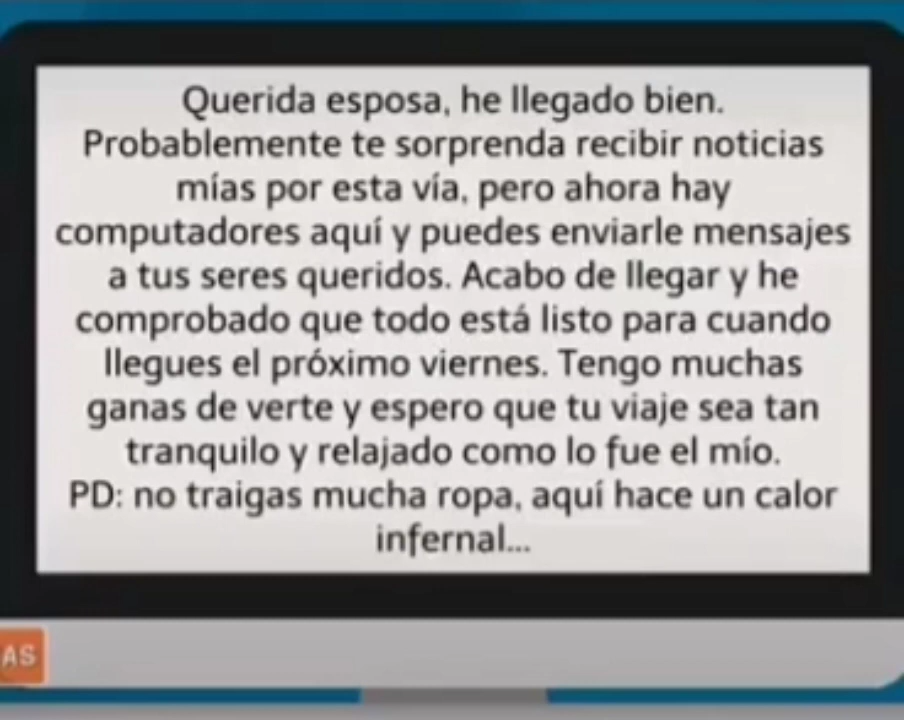 Querida esposa, he llegado bien.
Probablemente te sorprenda recibir noticias
mías por esta vía, pero ahora hay
computadores aquí y puedes enviarle mensajes
a tus seres queridos. Acabo de llegar y he
comprobado que todo está listo para cuando
llegues el próximo viernes. Tengo muchas
ganas de verte y espero que tu viaje sea tan
tranquilo y relajado como lo fue el mío.
PD: no traigas mucha ropa, aquí hace un calor
infernal...
AS